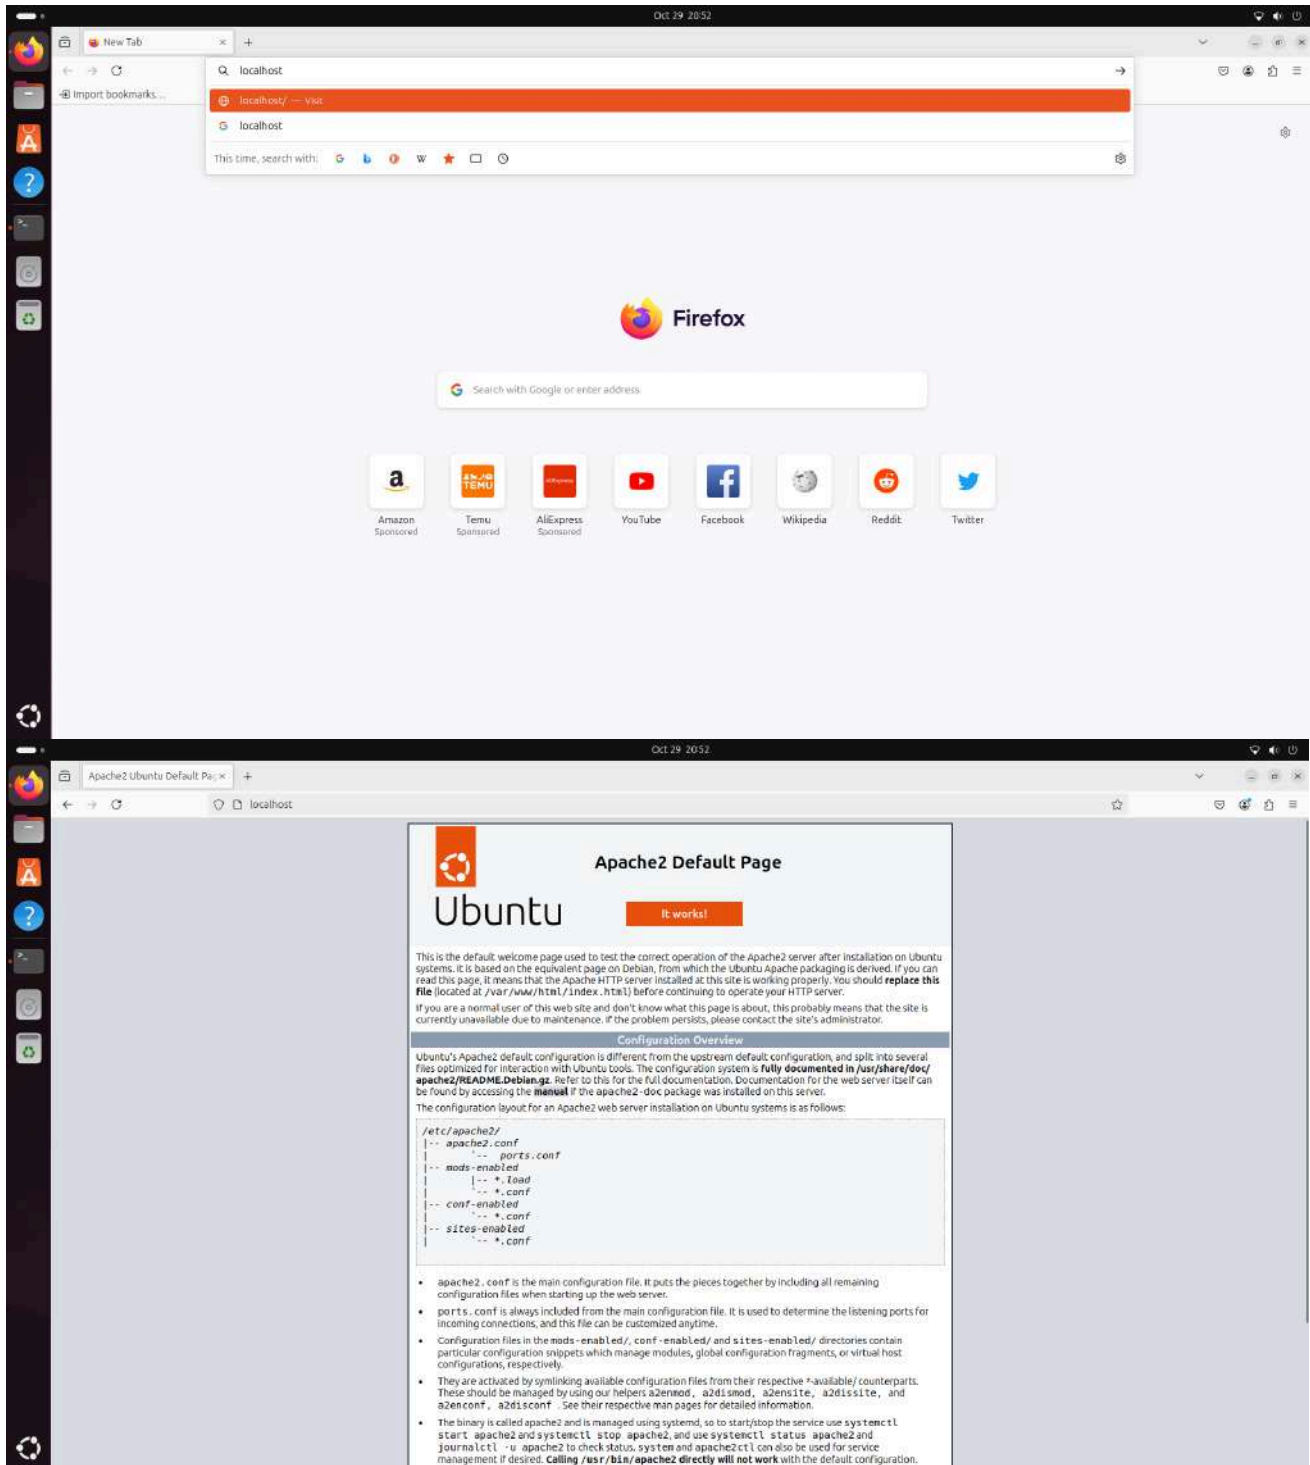 Oct 29 20:52
New Tab
localhost
Import bookmarks...
localhost/ — Visit
localhost
This time, search with:
Firefox
Search with Google or enter address
Amazon
Sponsored
Temu
Sponsored
AliExpress
Sponsored
YouTube
Facebook
Wikipedia
Reddit
Twitter
Oct 29 20:52
Apache2 Ubuntu Default Pa
localhost
Apache2 Default Page
Ubuntu
It works!
This is the default welcome page used to test the correct operation of the Apache2 server after installation on Ubuntu
systems. It is based on the equivalent page on Debian, from which the Ubuntu Apache packaging is derived. If you can
read this page, it means that the Apache HTTP server installed at this site is working properly. You should replace this
file (located at /var/www/html/index.html) before continuing to operate your HTTP server.
If you are a normal user of this web site and don't know what this page is about, this probably means that the site is
currently unavailable due to maintenance. If the problem persists, please contact the site's administrator.
Configuration Overview
Ubuntu's Apache2 default configuration is different from the upstream default configuration, and split into several
files optimized for interaction with Ubuntu tools. The configuration system is fully documented in /usr/share/doc/
apache2/README.Debian.gz. Refer to this for the full documentation. Documentation for the web server itself can
be found by accessing the manual if the apache2-doc package was installed on this server.
The configuration layout for an Apache2 web server installation on Ubuntu systems is as follows:
/etc/apache2/
|-- apache2.conf
|       `--  ports.conf
|-- mods-enabled
|       |-- *.load
|       `-- *.conf
|-- conf-enabled
|       `-- *.conf
|-- sites-enabled
|       `-- *.conf
• apache2.conf is the main configuration file. It puts the pieces together by including all remaining
configuration files when starting up the web server.
• ports.conf is always included from the main configuration file. It is used to determine the listening ports for
incoming connections, and this file can be customized anytime.
• Configuration files in the mods-enabled/, conf-enabled/ and sites-enabled/ directories contain
particular configuration snippets which manage modules, global configuration fragments, or virtual host
configurations, respectively.
• They are activated by symlinking available configuration files from their respective *-available/ counterparts.
These should be managed by using our helpers a2enmod, a2dismod, a2ensite, a2dissite, and
a2enconf, a2disconf . See their respective man pages for detailed information.
• The binary is called apache2 and is managed using systemd, so to start/stop the service use systemctl
start apache2 and systemctl stop apache2, and use systemctl status apache2 and
journalctl -u apache2 to check status. system and apache2ctl can also be used for service
management if desired. Calling /usr/bin/apache2 directly will not work with the default configuration.